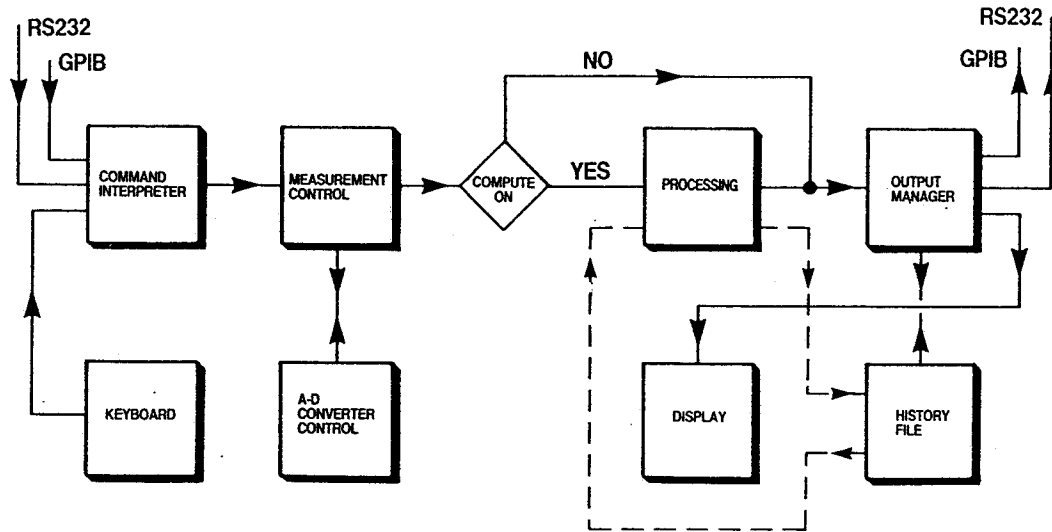 RS232
GPIB
RS232
GPIB
NO
YES
COMMAND
INTERPRETER
MEASUREMENT
CONTROL
COMPUTE
ON
PROCESSING
OUTPUT
MANAGER
KEYBOARD
A-D
CONVERTER
CONTROL
DISPLAY
HISTORY
FILE